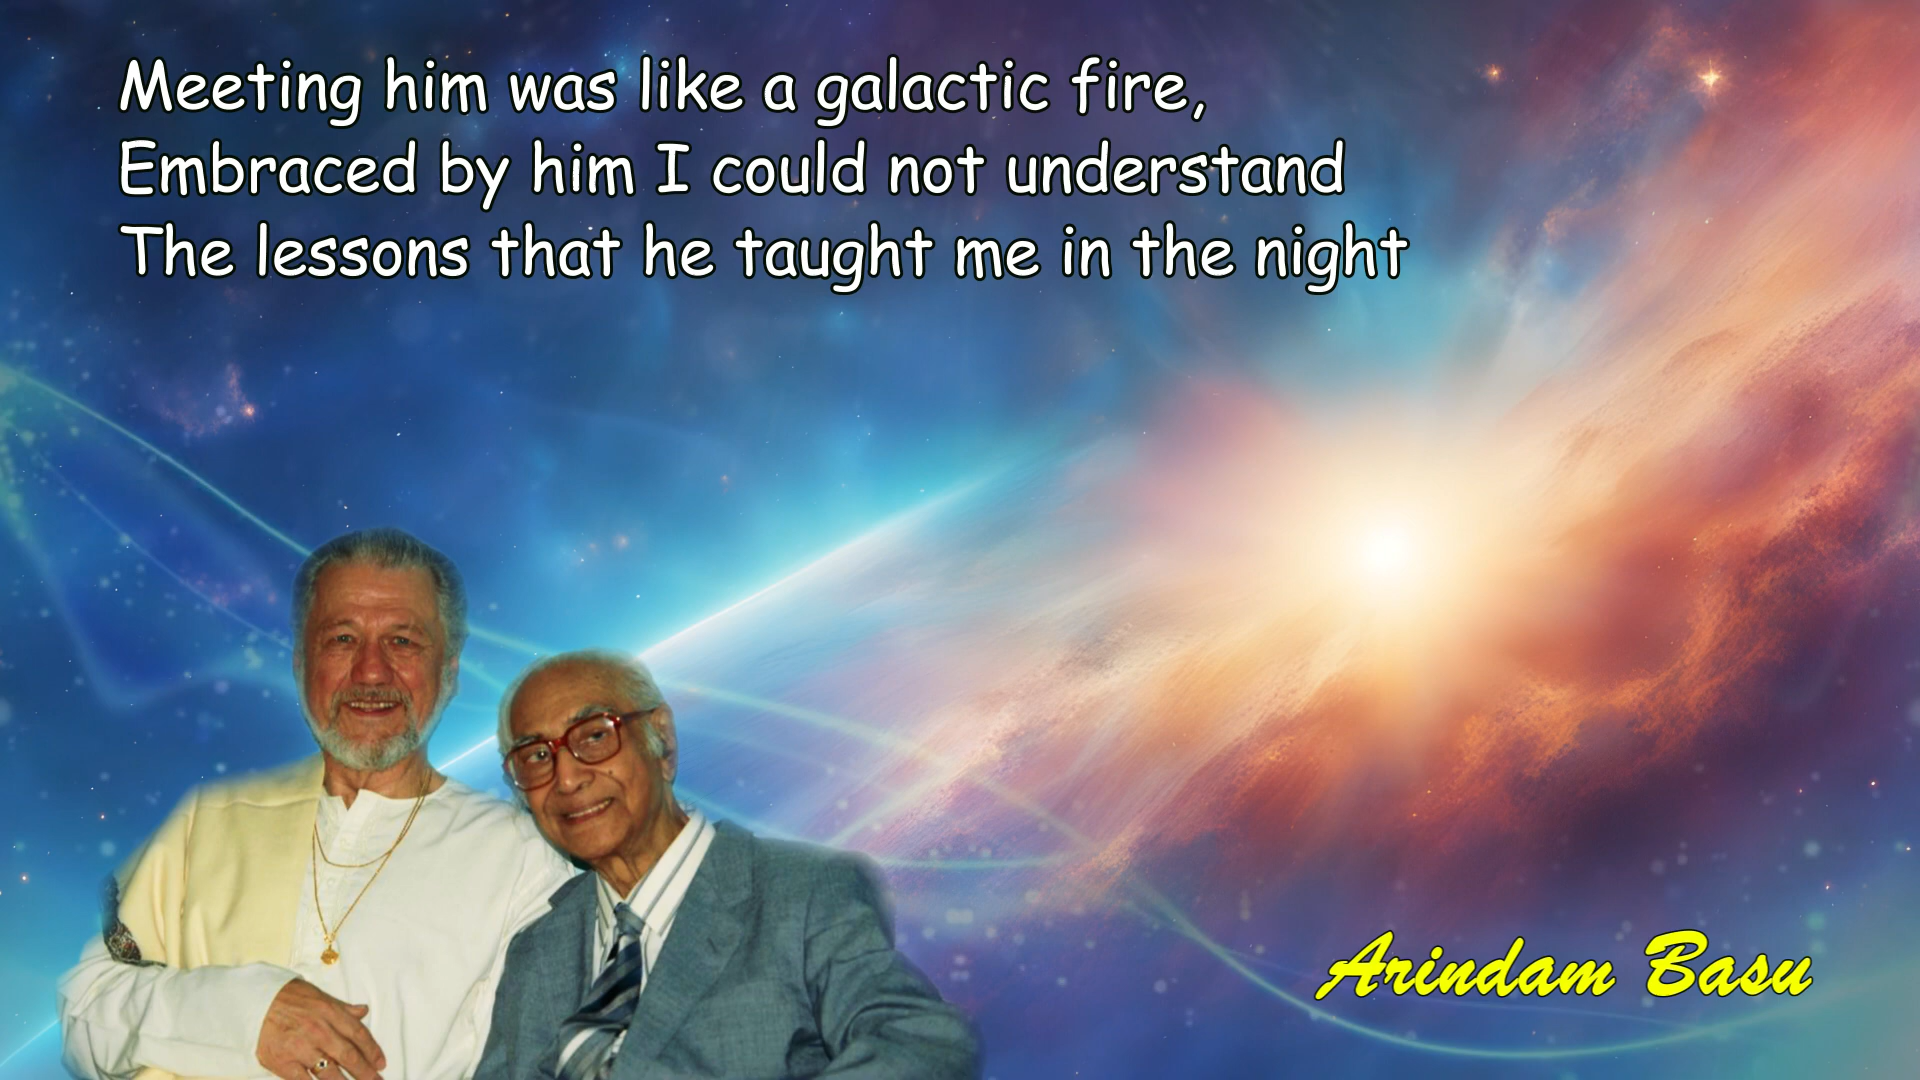 Meeting him was like a galactic fire,
Embraced by him I could not understand
The lessons that he taught me in the night
Arindam Basu